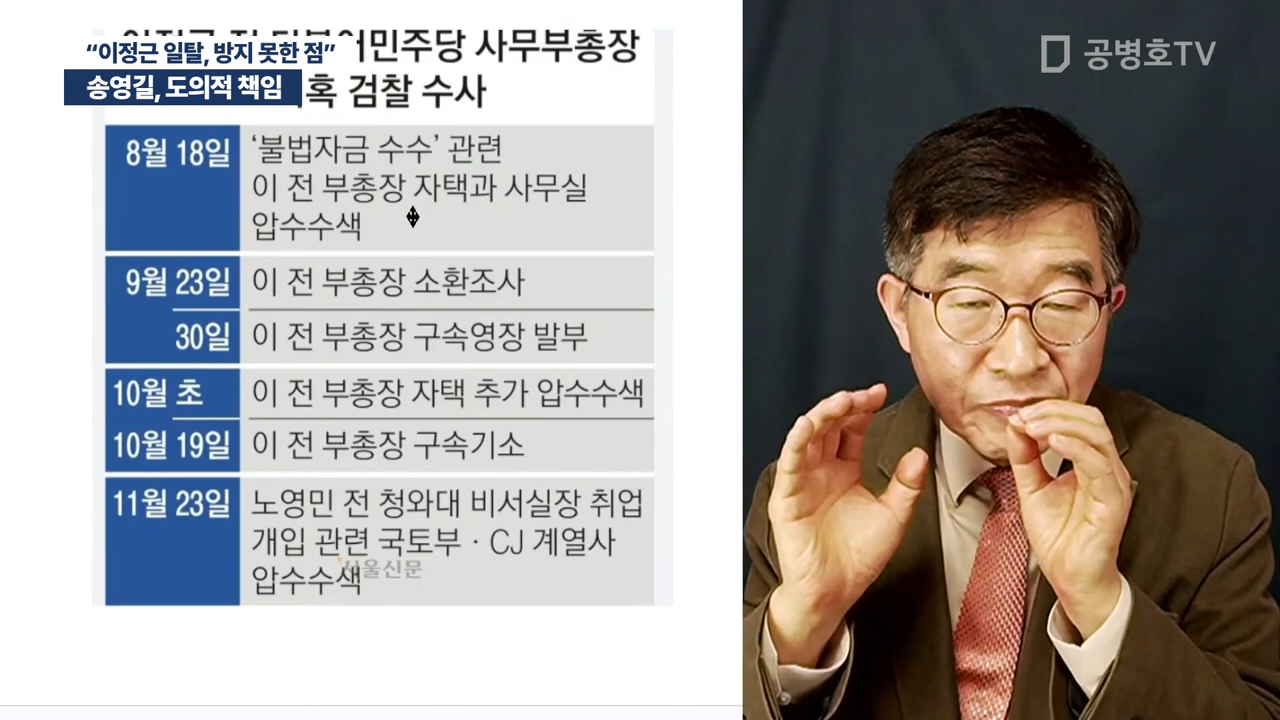 “이정근 일탈, 방지 못한 점”
송영길, 도의적 책임
민주당 사무부총장
검찰 수사
공병호TV
8월 18일
‘불법자금 수수’ 관련
이 전 부총장 자택과 사무실
압수수색
9월 23일
이 전 부총장 소환조사
30일
이 전 부총장 구속영장 발부
10월 초
이 전 부총장 자택 추가 압수수색
10월 19일
이 전 부총장 구속기소
11월 23일
노영민 전 청와대 비서실장 취업
개입 관련 국토부 · CJ 계열사
압수수색
서울신문